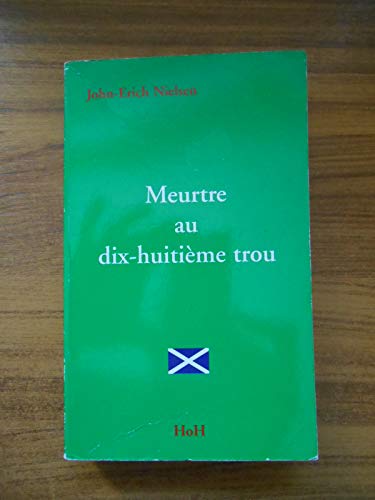 John-Erich Nielsen
Meurtre
au
dix-huitième trou
HoH